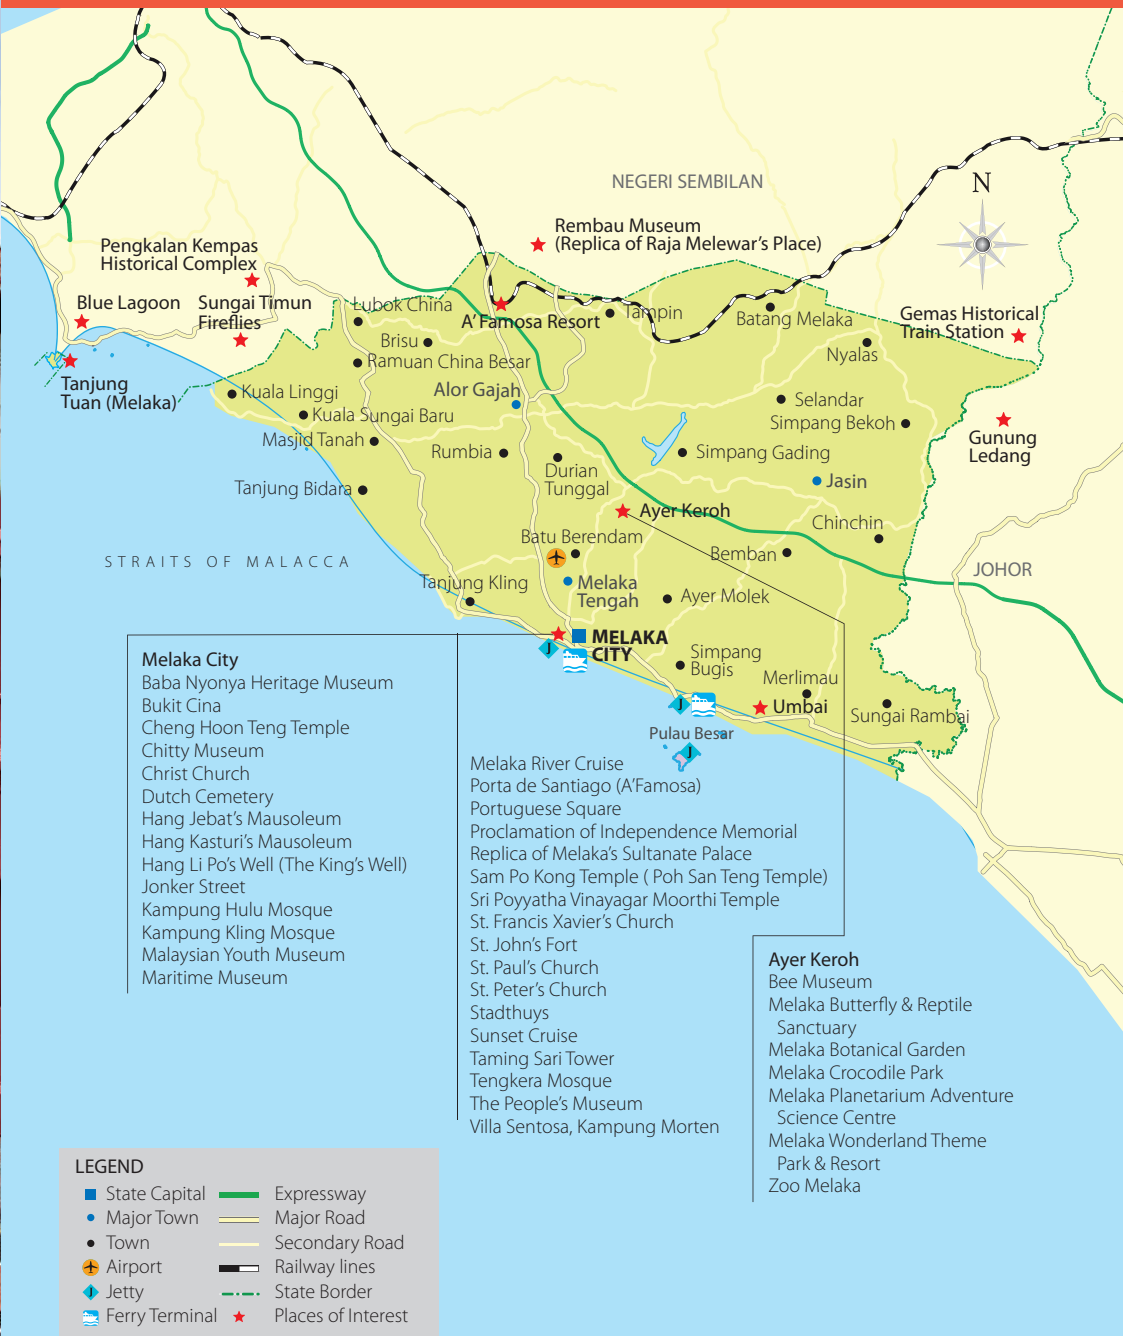 NEGERI SEMBILAN
N
Rembau Museum
(Replica of Raja Melewar's Place)
Pengkalan Kempas
Historical Complex
Blue Lagoon
Sungai Timun
Fireflies
Lubok China
A' Famosa Resort
Tampin
Batang Melaka
Gemas Historical
Train Station
Brisu
Nyalas
Ramuan China Besar
Tanjung
Tuan (Melaka)
Kuala Linggi
Alor Gajah
Selandar
Kuala Sungai Baru
Simpang Bekoh
Masjid Tanah
Gunung
Ledang
Rumbia
Simpang Gading
Durian
Tunggal
Jasin
Tanjung Bidara
Ayer Keroh
Chinchin
Batu Berendam
Bemban
STRAITS OF MALACCA
JOHOR
Tanjung Kling
Melaka
Tengah
Ayer Molek
MELAKA
CITY
J
Simpang
Bugis
Merlimau
J
Umbai
Sungai Rambai
Pulau Besar
J
Melaka City
Baba Nyonya Heritage Museum
Bukit Cina
Cheng Hoon Teng Temple
Chitty Museum
Christ Church
Dutch Cemetery
Hang Jebat's Mausoleum
Hang Kasturi's Mausoleum
Hang Li Po's Well (The King's Well)
Jonker Street
Kampung Hulu Mosque
Kampung Kling Mosque
Malaysian Youth Museum
Maritime Museum
Melaka River Cruise
Porta de Santiago (A'Famosa)
Portuguese Square
Proclamation of Independence Memorial
Replica of Melaka's Sultanate Palace
Sam Po Kong Temple ( Poh San Teng Temple)
Sri Poyyatha Vinayagar Moorthi Temple
St. Francis Xavier's Church
St. John's Fort
St. Paul's Church
St. Peter's Church
Stadthuys
Sunset Cruise
Taming Sari Tower
Tengkera Mosque
The People's Museum
Villa Sentosa, Kampung Morten
Ayer Keroh
Bee Museum
Melaka Butterfly & Reptile
Sanctuary
Melaka Botanical Garden
Melaka Crocodile Park
Melaka Planetarium Adventure
Science Centre
Melaka Wonderland Theme
Park & Resort
Zoo Melaka
LEGEND
State Capital
Expressway
Major Town
Major Road
Town
Secondary Road
Airport
Railway lines
J Jetty
State Border
Ferry Terminal
Places of Interest